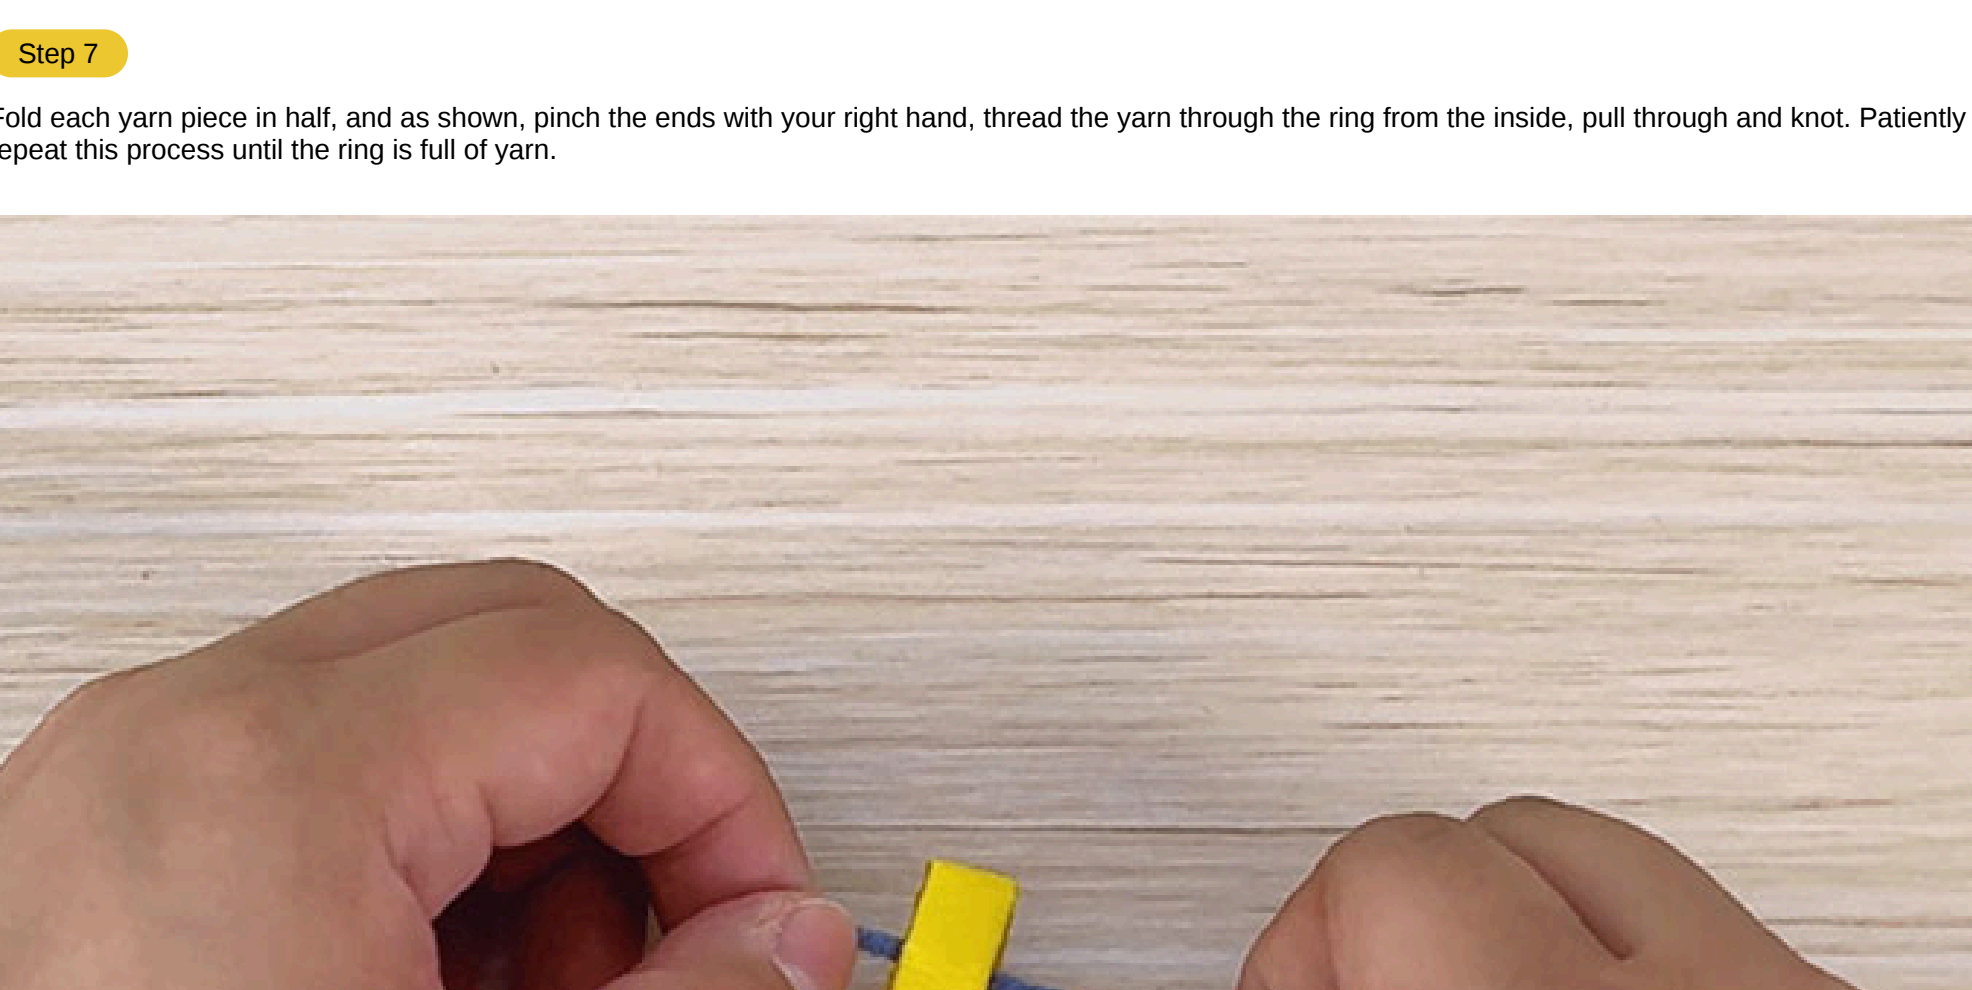 Step 7
Fold each yarn piece in half, and as shown, pinch the ends with your right hand, thread the yarn through the ring from the inside, pull through and knot. Patiently
repeat this process until the ring is full of yarn.